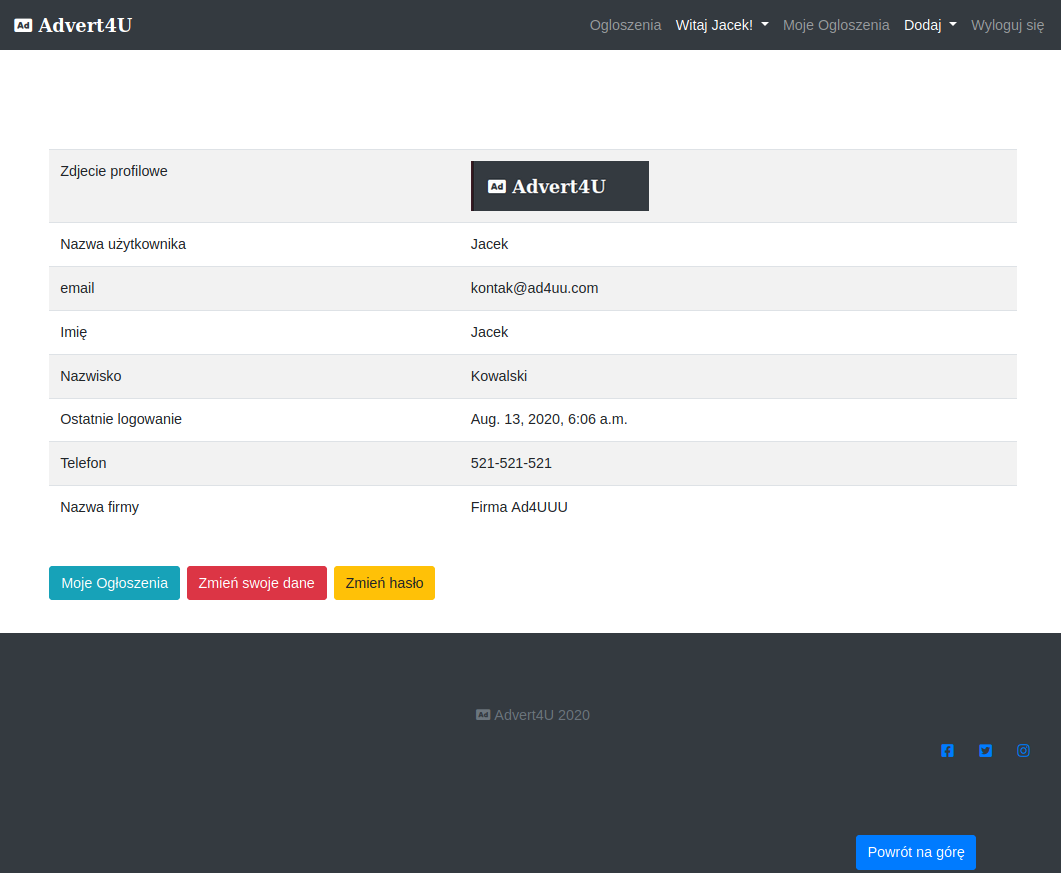 Ad Advert4U Ogloszenia Witaj Jacek! Moje Ogloszenia Dodaj Wyloguj się
Zdjecie profilowe Ad Advert4U
Nazwa użytkownika Jacek
email kontak@ad4uu.com
Imię Jacek
Nazwisko Kowalski
Ostatnie logowanie Aug. 13, 2020, 6:06 a.m.
Telefon 521-521-521
Nazwa firmy Firma Ad4UUU
Moje Ogłoszenia Zmień swoje dane Zmień hasło
Ad Advert4U 2020
Powrót na górę